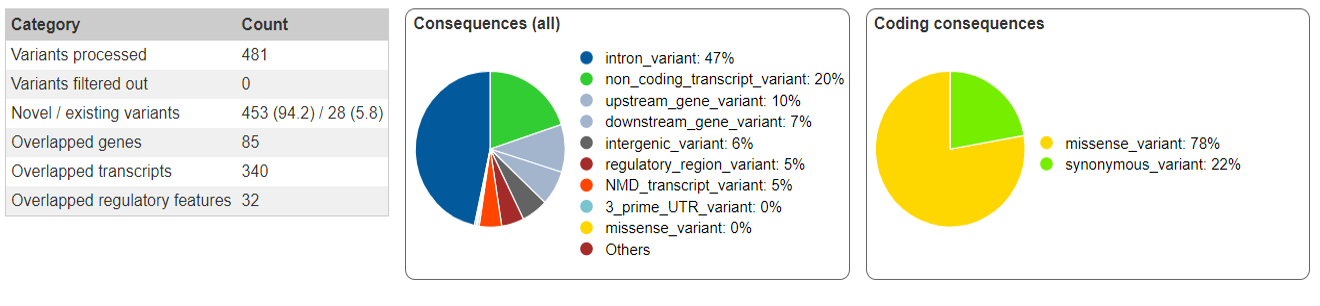 Category Count
Variants processed 481
Variants filtered out 0
Novel / existing variants 453 (94.2) / 28 (5.8)
Overlapped genes 85
Overlapped transcripts 340
Overlapped regulatory features 32
Consequences (all)
intron_variant: 47%
non_coding_transcript_variant: 20%
upstream_gene_variant: 10%
downstream_gene_variant: 7%
intergenic_variant: 6%
regulatory_region_variant: 5%
NMD_transcript_variant: 5%
3_prime_UTR_variant: 0%
missense_variant: 0%
Others
Coding consequences
missense_variant: 78%
synonymous_variant: 22%